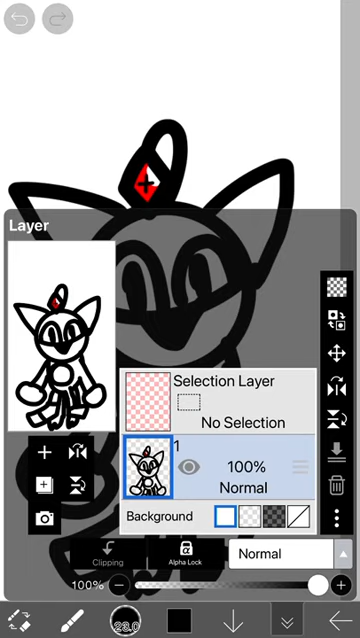 Layer
Selection Layer
No Selection
1
100%
Normal
Background
Clipping
α
Alpha Lock
Normal
100%
23.0